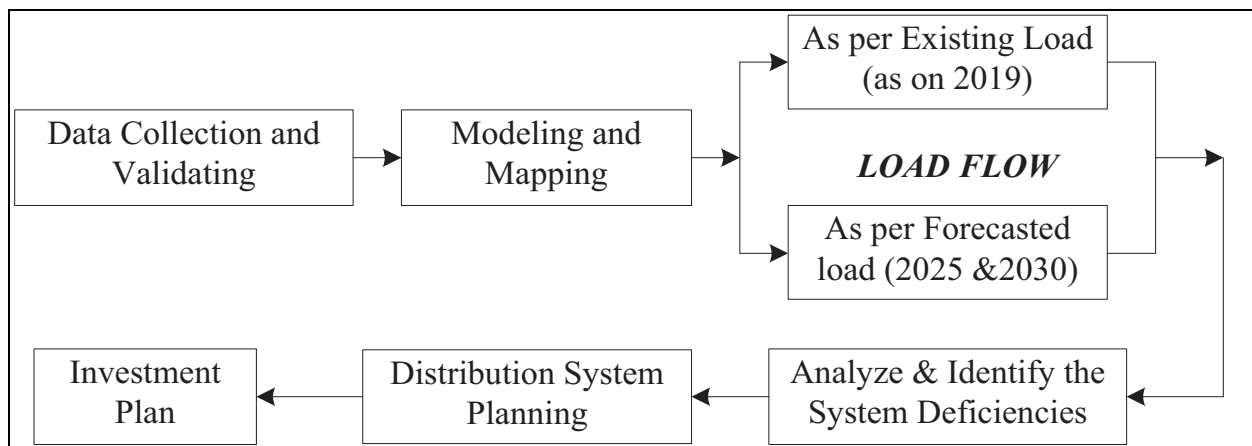 Data Collection and
Validating
Modeling and
Mapping
As per Existing Load
(as on 2019)
LOAD FLOW
As per Forecasted
load (2025 &2030)
Analyze & Identify the
System Deficiencies
Distribution System
Planning
Investment
Plan